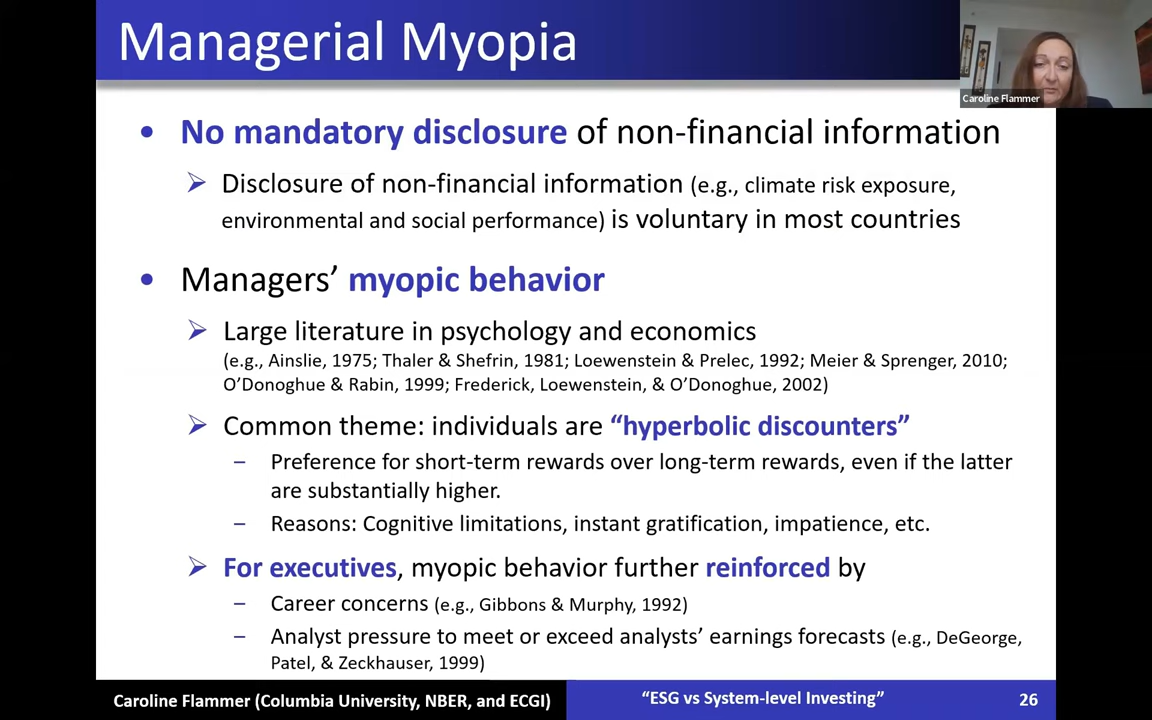 Managerial Myopia
Caroline Flammer
• No mandatory disclosure of non-financial information
➢ Disclosure of non-financial information (e.g., climate risk exposure,
environmental and social performance) is voluntary in most countries
• Managers’ myopic behavior
➢ Large literature in psychology and economics
(e.g., Ainslie, 1975; Thaler & Shefrin, 1981; Loewenstein & Prelec, 1992; Meier & Sprenger, 2010;
O’Donoghue & Rabin, 1999; Frederick, Loewenstein, & O’Donoghue, 2002)
➢ Common theme: individuals are “hyperbolic discounters”
– Preference for short-term rewards over long-term rewards, even if the latter
are substantially higher.
– Reasons: Cognitive limitations, instant gratification, impatience, etc.
➢ For executives, myopic behavior further reinforced by
– Career concerns (e.g., Gibbons & Murphy, 1992)
– Analyst pressure to meet or exceed analysts’ earnings forecasts (e.g., DeGeorge,
Patel, & Zeckhauser, 1999)
Caroline Flammer (Columbia University, NBER, and ECGI) “ESG vs System-level Investing” 26